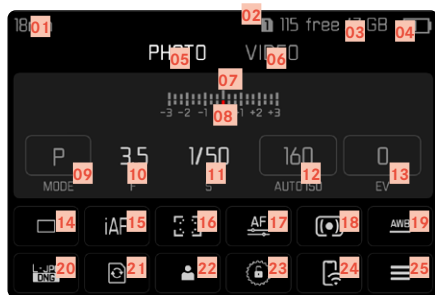 01 02 1 115 free 03 GB 04
PHOTO VIDEO
05 06
07
-3 -2 -1 08 +1 +2 +3
P 3.5 1/50 160 0
09 10 11 12 13
MODE F S AUTO ISO EV
14 iAF 15 16 AF 17 18 AWB 19
L-JPG DNG 20 21 22 23 24 25